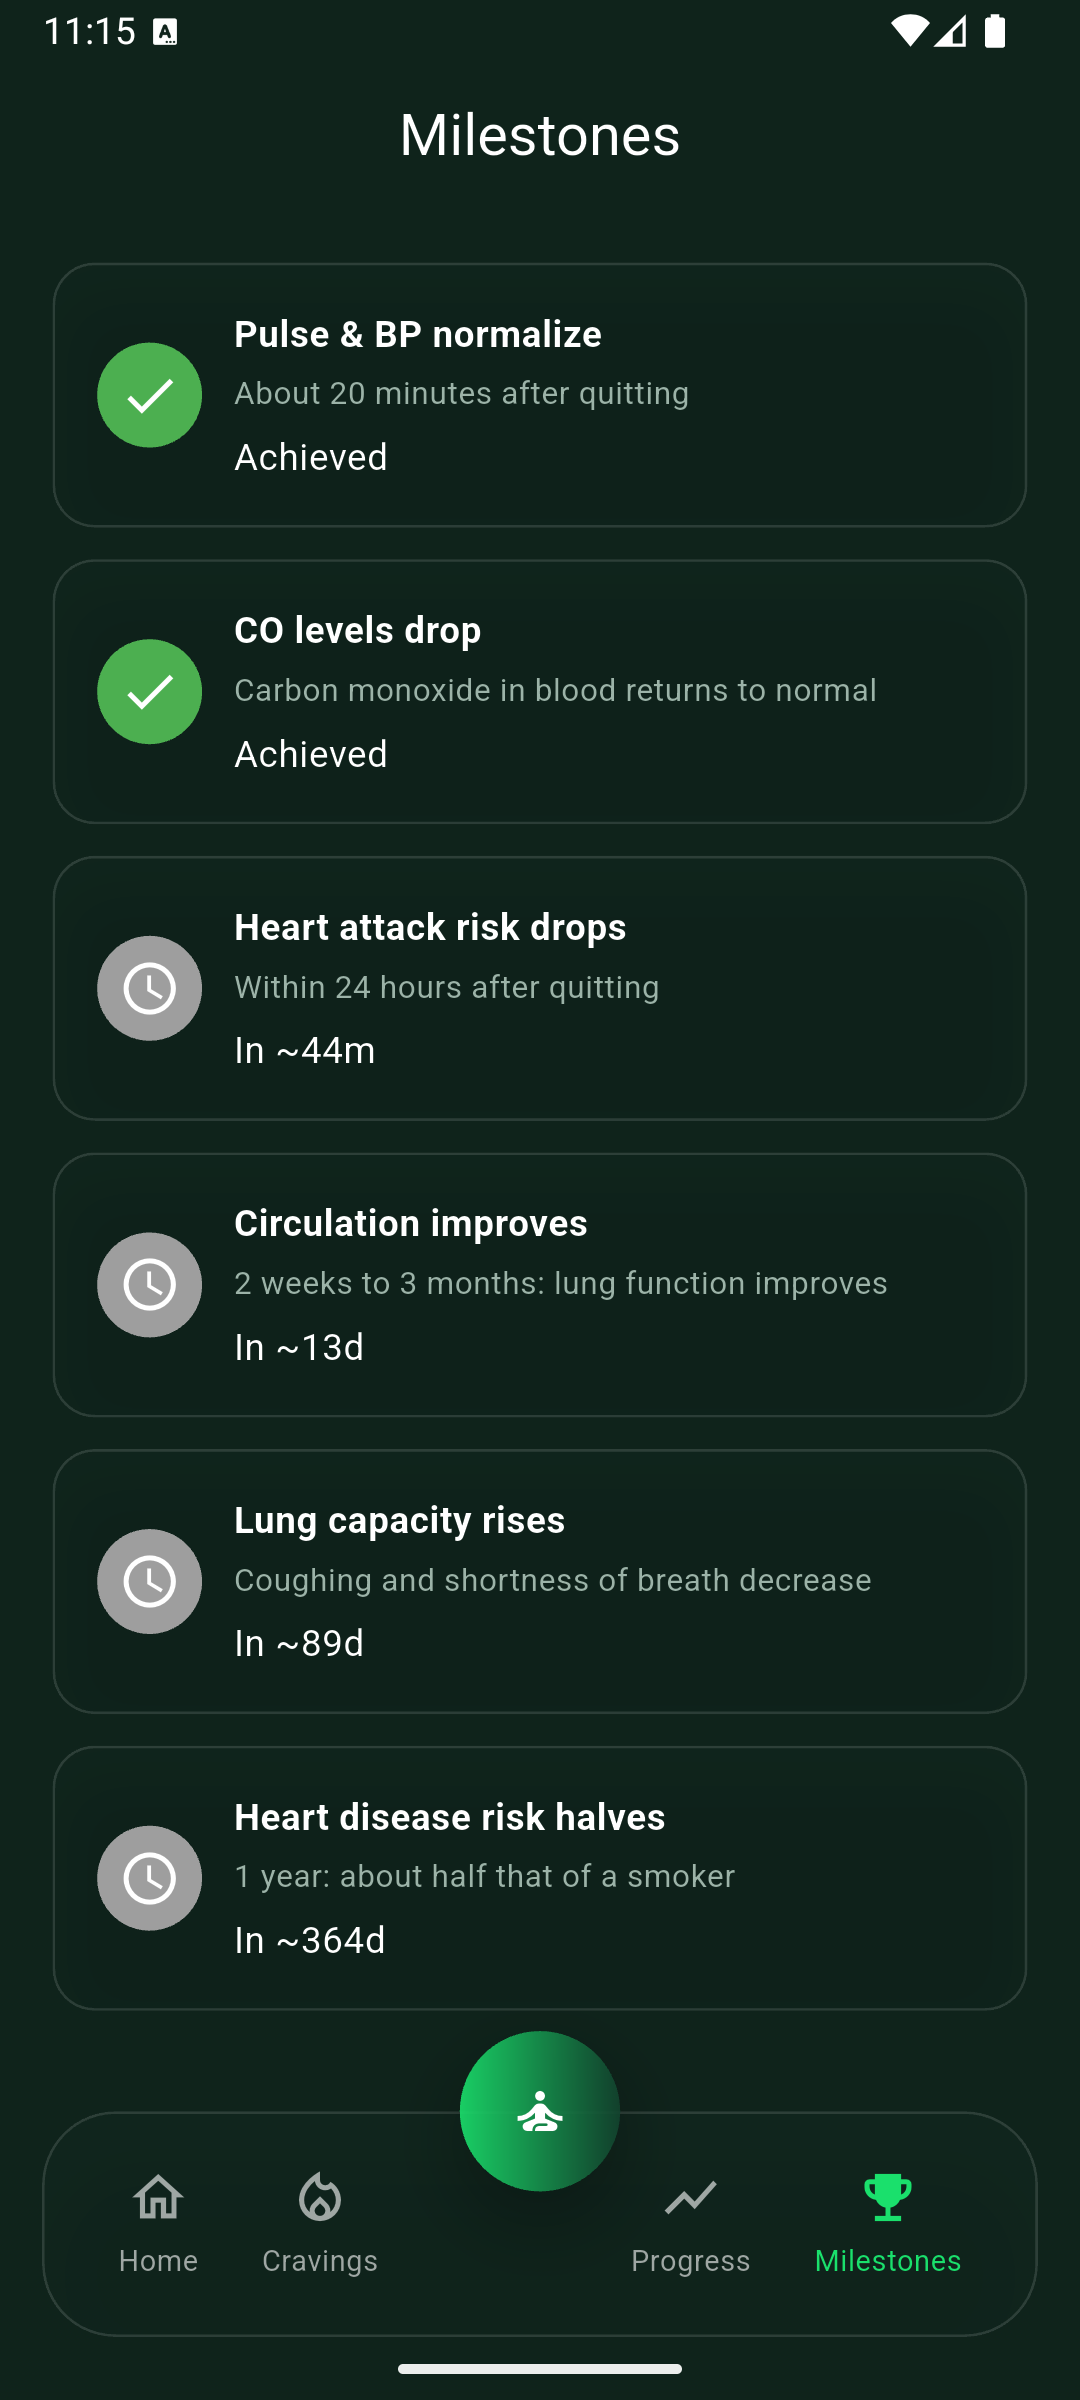 11:15
Milestones
Pulse & BP normalize
About 20 minutes after quitting
Achieved
CO levels drop
Carbon monoxide in blood returns to normal
Achieved
Heart attack risk drops
Within 24 hours after quitting
In ~44m
Circulation improves
2 weeks to 3 months: lung function improves
In ~13d
Lung capacity rises
Coughing and shortness of breath decrease
In ~89d
Heart disease risk halves
1 year: about half that of a smoker
In ~364d
Home
Cravings
Progress
Milestones